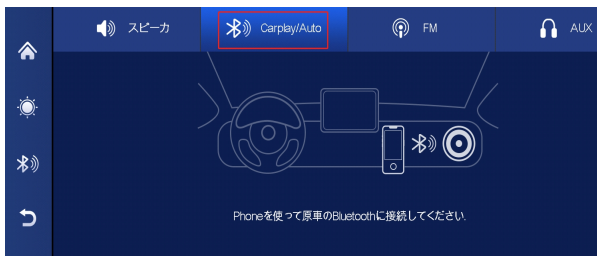 スピーカ
Carplay/Auto
FM
AUX
Phoneを使って原車のBluetoothに接続してください.